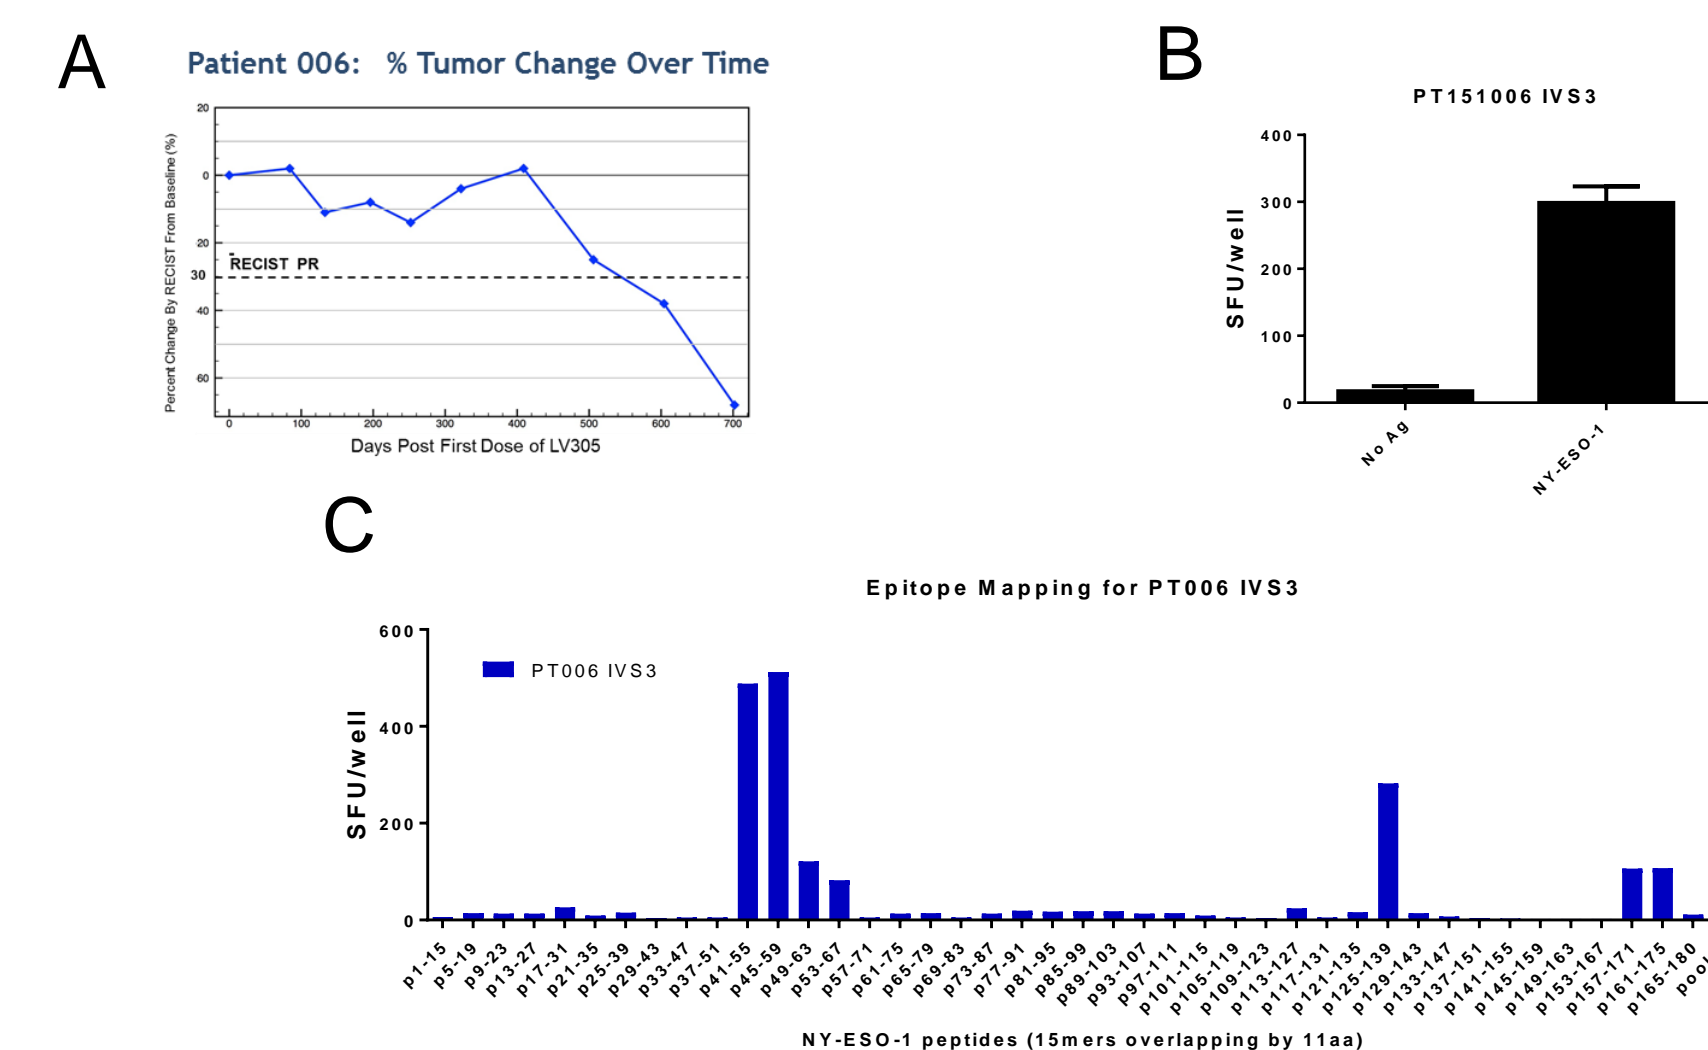 A
Patient 006: % Tumor Change Over Time
20
0
20
RECIST PR
30
40
60
Percent Change By RECIST From Baseline (%)
0 100 200 300 400 500 600 700
Days Post First Dose of LV305
B
PT151006 IVS3
400
300
200
100
0
SFU/well
No Ag
NY-ESO-1
C
Epitope Mapping for PT006 IVS3
600
400
200
0
SFU/well
PT006 IVS3
p1-15
p5-19
p9-23
p13-27
p17-31
p21-35
p25-39
p29-43
p33-47
p37-51
p41-55
p45-59
p49-63
p53-67
p57-71
p61-75
p65-79
p69-83
p73-87
p77-91
p81-95
p85-99
p89-103
p93-107
p97-111
p101-115
p105-119
p109-123
p113-127
p117-131
p121-135
p125-139
p129-143
p133-147
p137-151
p141-155
p145-159
p149-163
p153-167
p157-171
p161-175
p165-180
NY-ESO-1 peptides (15mers overlapping by 11aa)